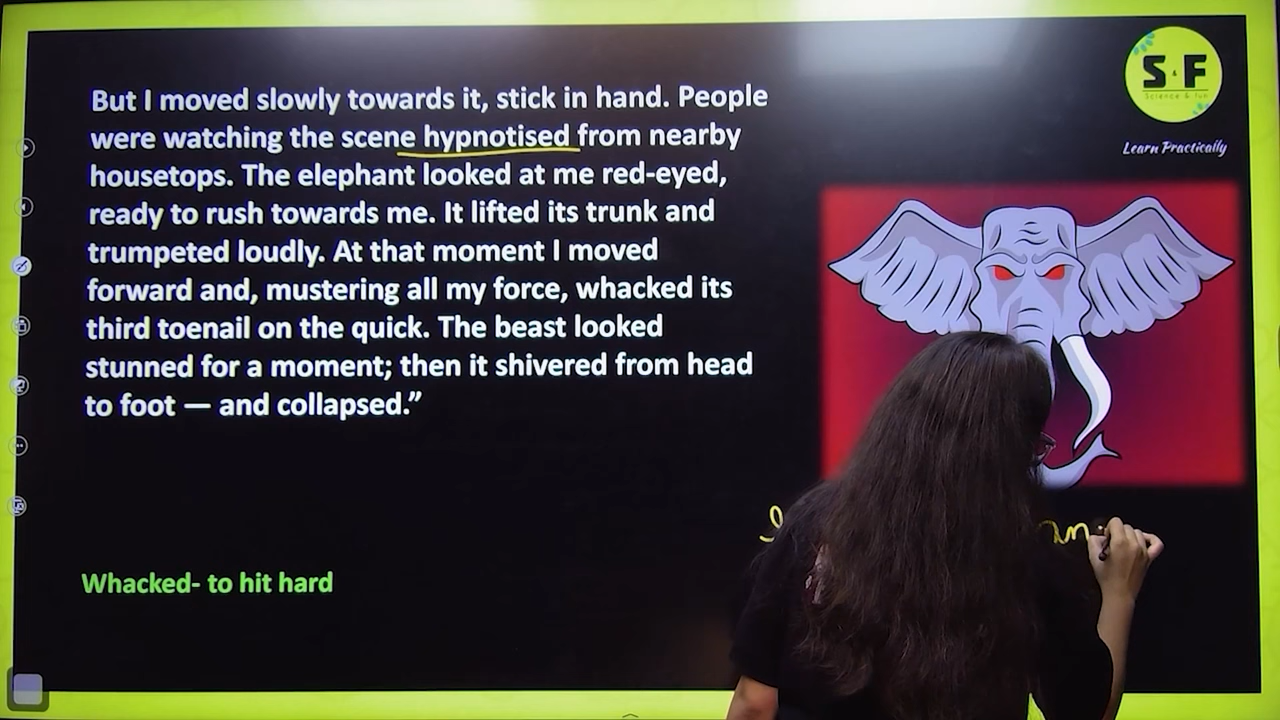 But I moved slowly towards it, stick in hand. People
were watching the scene hypnotised from nearby
housetops. The elephant looked at me red-eyed,
ready to rush towards me. It lifted its trunk and
trumpeted loudly. At that moment I moved
forward and, mustering all my force, whacked its
third toenail on the quick. The beast looked
stunned for a moment; then it shivered from head
to foot — and collapsed.”
Whacked- to hit hard
S & F
Science & fun
Learn Practically